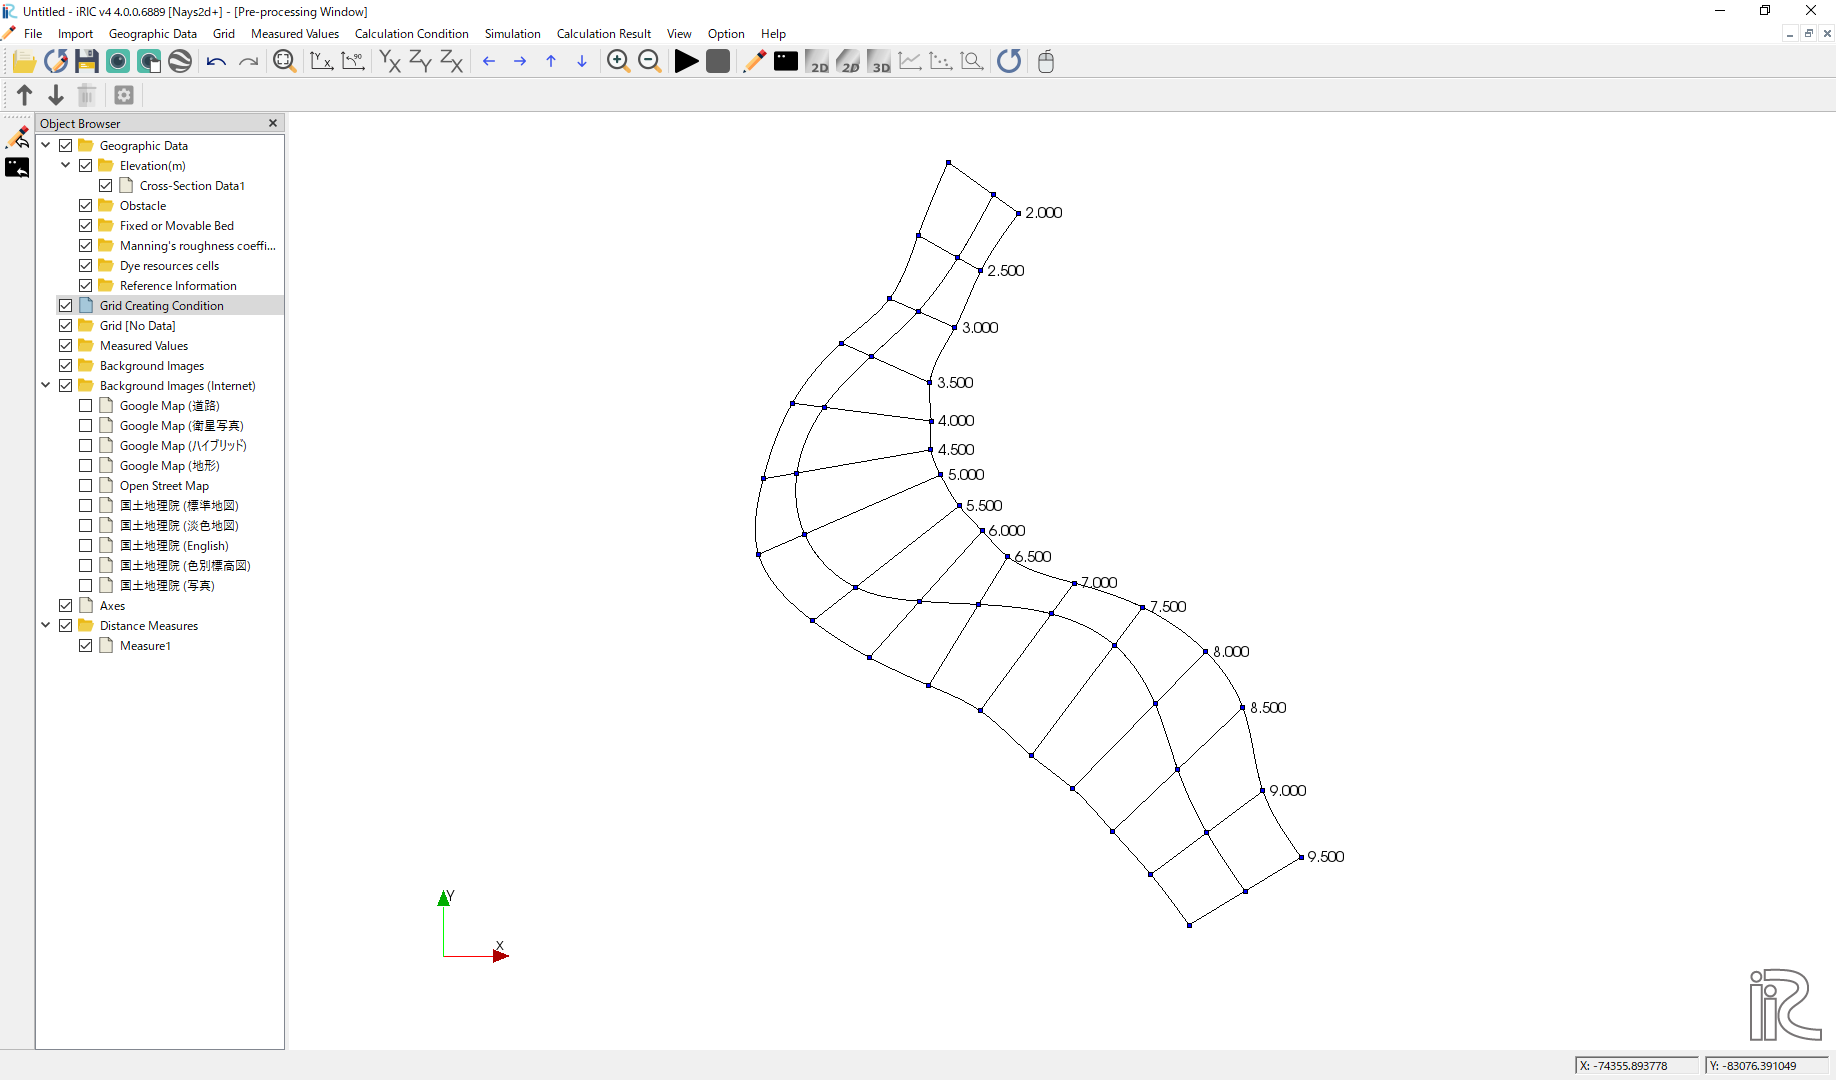 Untitled - iRIC v4 4.0.0.6889 [Nays2d+] - [Pre-processing Window]
File Import Geographic Data Grid Measured Values Calculation Condition Simulation Calculation Result View Option Help
Y x -90 YX ZY ZX 2D 2D 3D
Object Browser
Geographic Data
Elevation(m)
Cross-Section Data1
Obstacle
Fixed or Movable Bed
Manning's roughness coeffi...
Dye resources cells
Reference Information
Grid Creating Condition
Grid [No Data]
Measured Values
Background Images
Background Images (Internet)
Google Map (道路)
Google Map (衛星写真)
Google Map (ハイブリッド)
Google Map (地形)
Open Street Map
国土地理院 (標準地図)
国土地理院 (淡色地図)
国土地理院 (English)
国土地理院 (色別標高図)
国土地理院 (写真)
Axes
Distance Measures
Measure1
2.000
2.500
3.000
3.500
4.000
4.500
5.000
5.500
6.000
6.500
7.000
7.500
8.000
8.500
9.000
9.500
Y
X
iRiC
X: -74355.893778
Y: -83076.391049